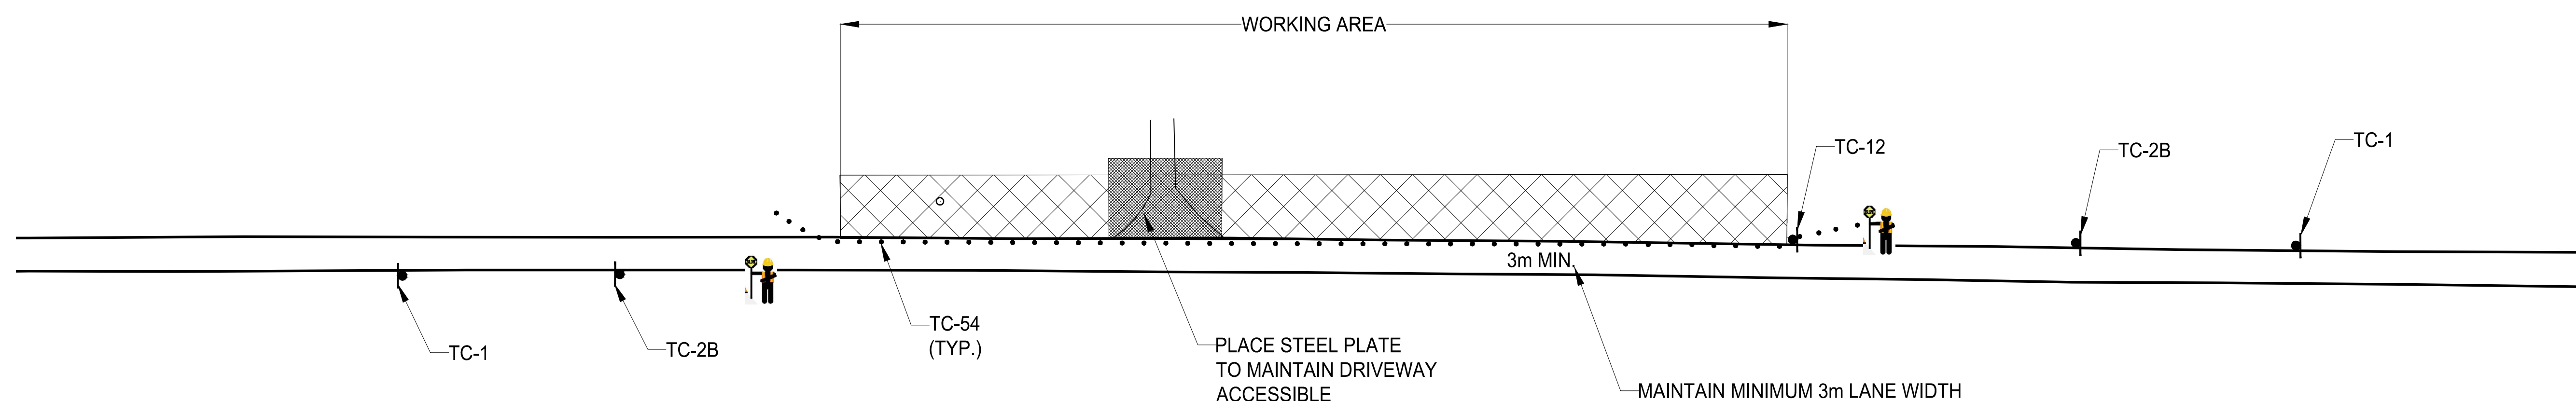 WORKING AREA
TC-12
TC-2B
TC-1
3m MIN.
TC-1
TC-2B
TC-54
(TYP.)
PLACE STEEL PLATE
TO MAINTAIN DRIVEWAY
ACCESSIBLE
MAINTAIN MINIMUM 3m LANE WIDTH